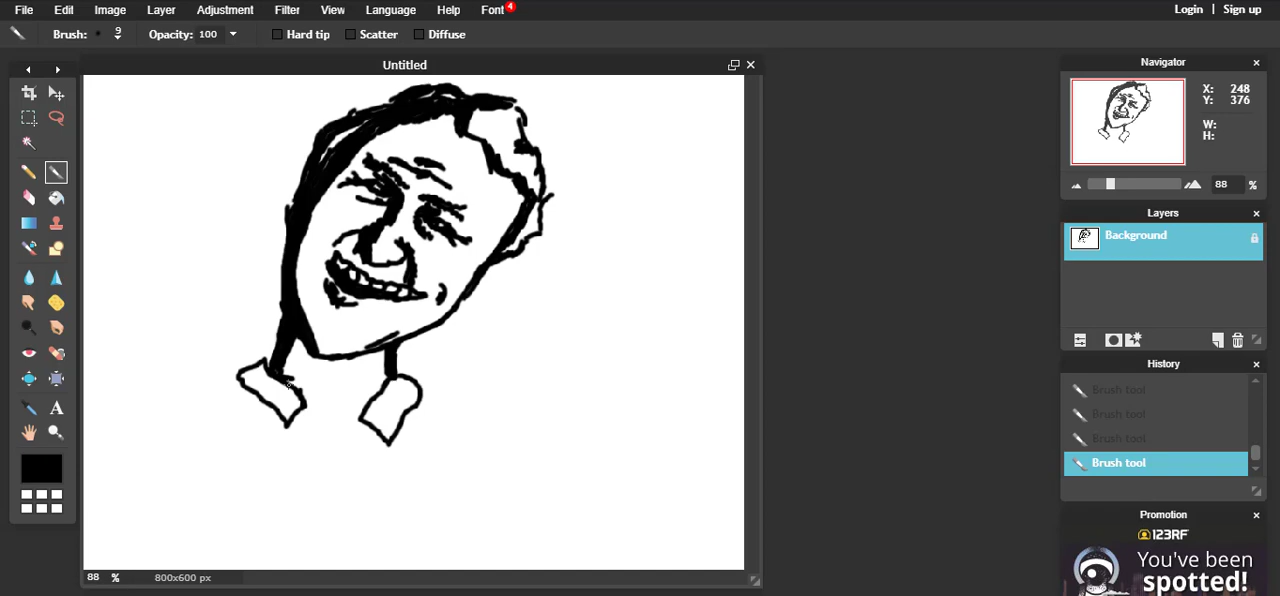 File Edit Image Layer Adjustment Filter View Language Help Font 4 Login | Sign up
Brush: 9 Opacity: 100 Hard tip Scatter Diffuse
Untitled
Navigator
X: 248
Y: 376
W:
H:
88 %
Layers
Background
History
Brush tool
Brush tool
Brush tool
Brush tool
Promotion
123RF
You've been
spotted!
A
88 % 800x600 px